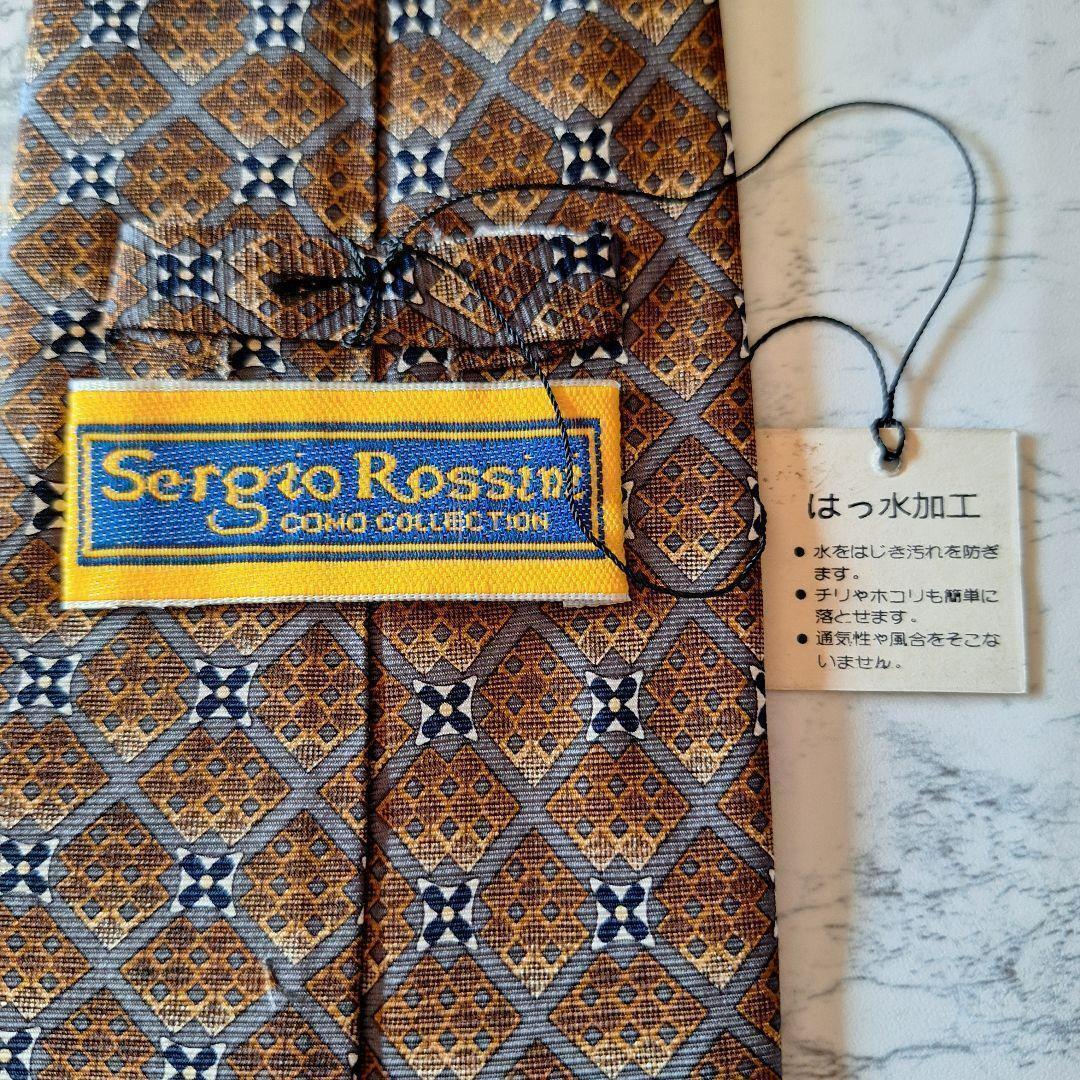 Sergio Rossini
COMO COLLECTION
はっ水加工
● 水をはじき汚れを防ぎ
ます。
● チリやホコリも簡単に
落とせます。
● 通気性や風合をそこな
いません。